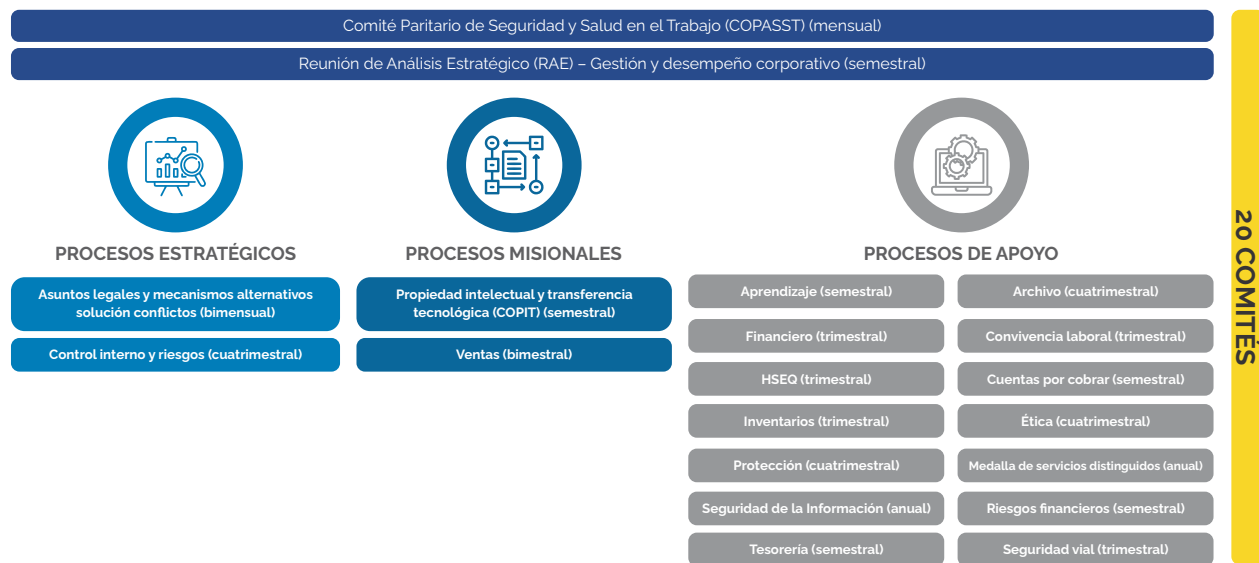 Comité Paritario de Seguridad y Salud en el Trabajo (COPASST) (mensual)
Reunión de Análisis Estratégico (RAE) – Gestión y desempeño corporativo (semestral)
PROCESOS ESTRATÉGICOS
Asuntos legales y mecanismos alternativos
solución conflictos (bimensual)
Control interno y riesgos (cuatrimestral)
PROCESOS MISIONALES
Propiedad intelectual y transferencia
tecnológica (COPIT) (semestral)
Ventas (bimestral)
PROCESOS DE APOYO
Aprendizaje (semestral)
Archivo (cuatrimestral)
Financiero (trimestral)
Convivencia laboral (trimestral)
HSEQ (trimestral)
Cuentas por cobrar (semestral)
Inventarios (trimestral)
Ética (cuatrimestral)
Protección (cuatrimestral)
Medalla de servicios distinguidos (anual)
Seguridad de la Información (anual)
Riesgos financieros (semestral)
Tesorería (semestral)
Seguridad vial (trimestral)
20 COMITÉS